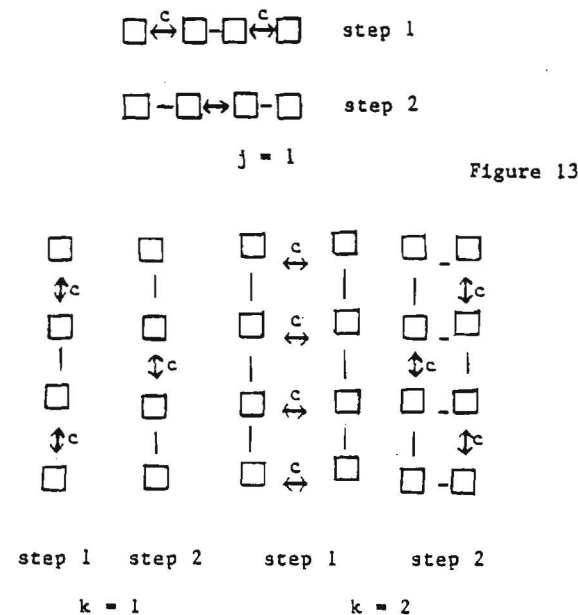 c c step 1
step 2
j = 1
Figure 13
c c
c c c
c c c
c c c
c
step 1 step 2 step 1 step 2
k = 1 k = 2